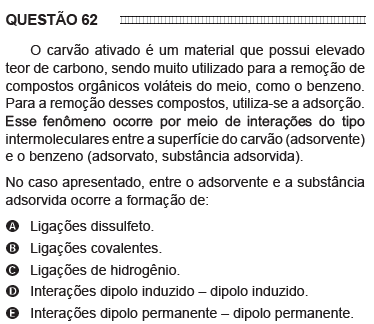 QUESTÃO 62
O carvão ativado é um material que possui elevado
teor de carbono, sendo muito utilizado para a remoção de
compostos orgânicos voláteis do meio, como o benzeno.
Para a remoção desses compostos, utiliza-se a adsorção.
Esse fenômeno ocorre por meio de interações do tipo
intermoleculares entre a superfície do carvão (adsorvente)
e o benzeno (adsorvato, substância adsorvida).
No caso apresentado, entre o adsorvente e a substância
adsorvida ocorre a formação de:
A Ligações dissulfeto.
B Ligações covalentes.
C Ligações de hidrogênio.
D Interações dipolo induzido – dipolo induzido.
E Interações dipolo permanente – dipolo permanente.